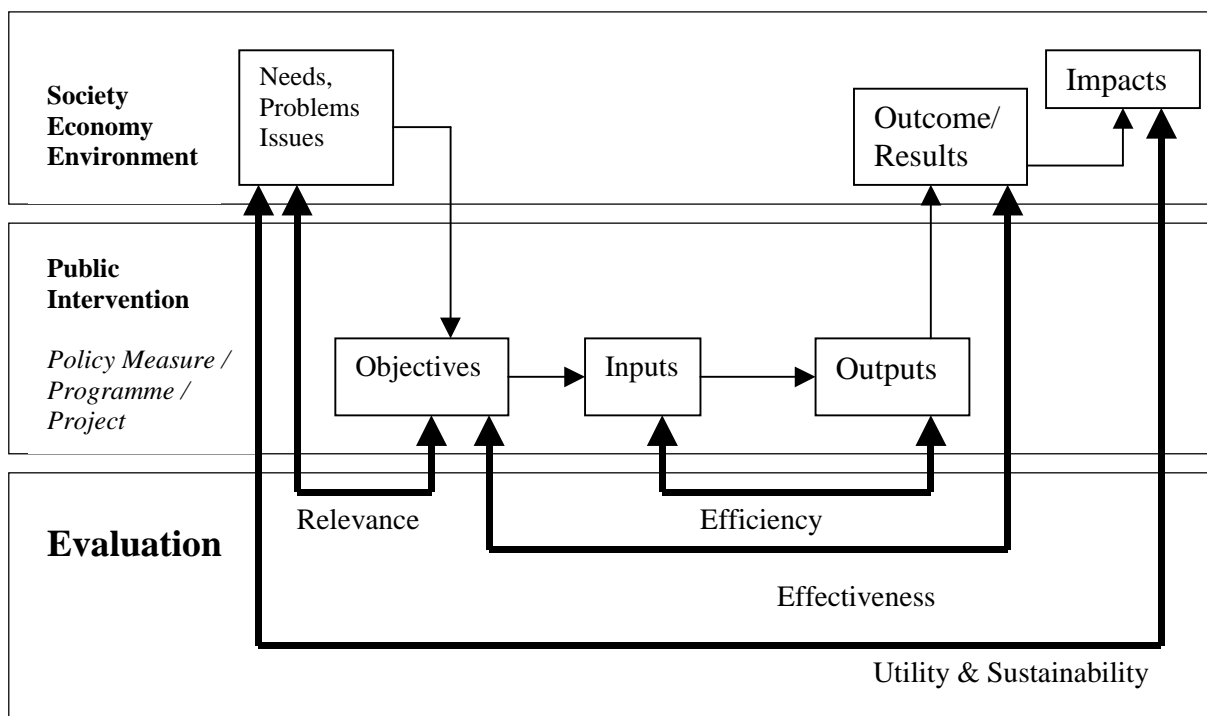 Society
Economy
Environment
Needs,
Problems
Issues
Outcome/
Results
Impacts
Public
Intervention
Policy Measure /
Programme /
Project
Objectives
Inputs
Outputs
Evaluation
Relevance
Efficiency
Effectiveness
Utility & Sustainability